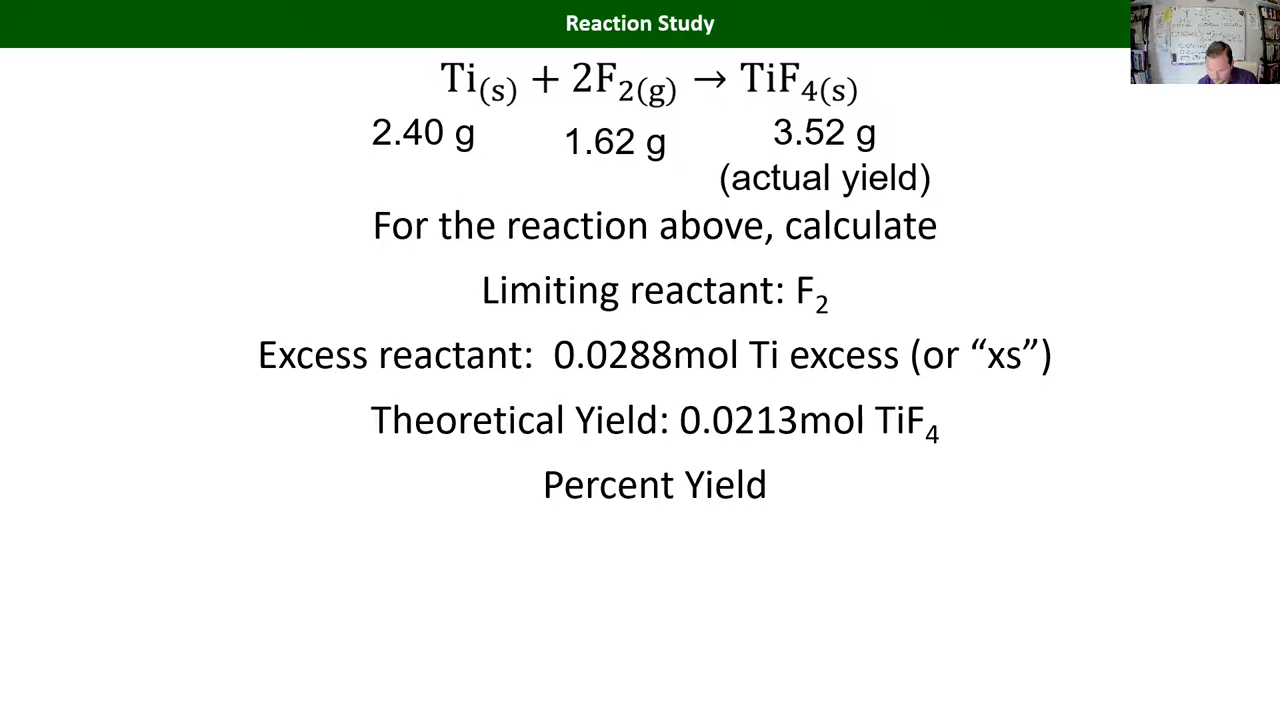 Reaction Study
Ti(s) + 2F2(g) → TiF4(s)
2.40 g 1.62 g 3.52 g
(actual yield)
For the reaction above, calculate
Limiting reactant: F2
Excess reactant: 0.0288mol Ti excess (or “xs”)
Theoretical Yield: 0.0213mol TiF4
Percent Yield